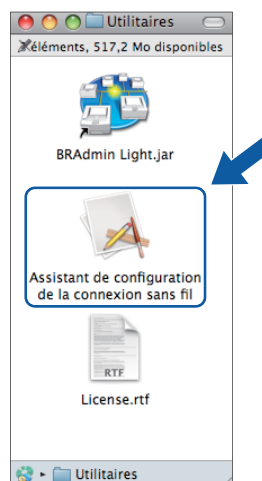 Utilitaires
éléments, 517,2 Mo disponibles
BRAdmin Light.jar
Assistant de configuration
de la connexion sans fil
RTF
License.rtf
Utilitaires